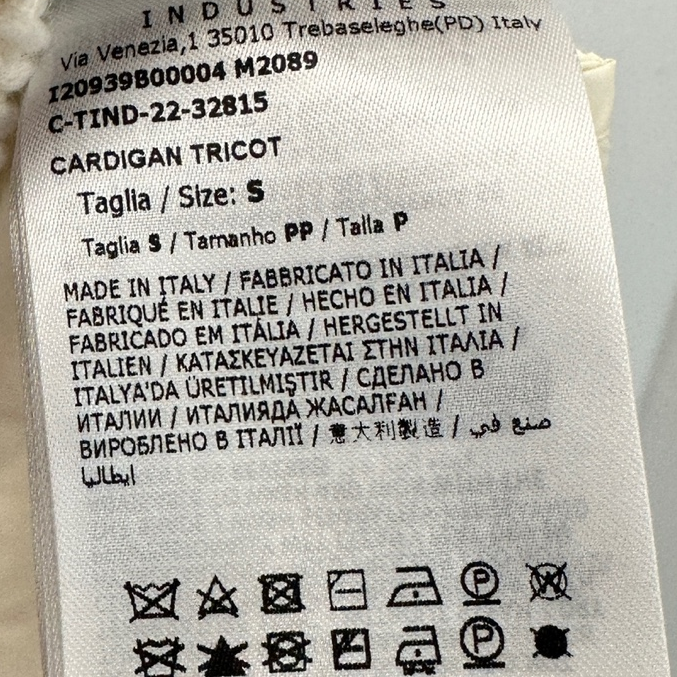 INDUSTRIES
Via Venezia,1 35010 Trebaseleghe(PD) Italy
I20939B00004 M2089
C-TIND-22-32815
CARDIGAN TRICOT
Taglia / Size: S
Taglia S / Tamanho PP / Talla P
MADE IN ITALY / FABBRICATO IN ITALIA /
FABRIQUÉ EN ITALIE / HECHO EN ITALIA /
FABRICADO EM ITÁLIA / HERGESTELLT IN
ITALIEN / ΚΑΤΑΣΚΕΥΑΖΕΤΑΙ ΣΤΗΝ ΙΤΑΛΙΑ /
ITALYA'DA ÜRETILMIŞTIR / СДЕЛАНО В
ИТАЛИИ / ИТАЛИЯДА ЖАСАЛҒАН /
ВИРОБЛЕНО В ІТАЛІЇ / 意大利製造 / صنع في
ايطاليا
P
P